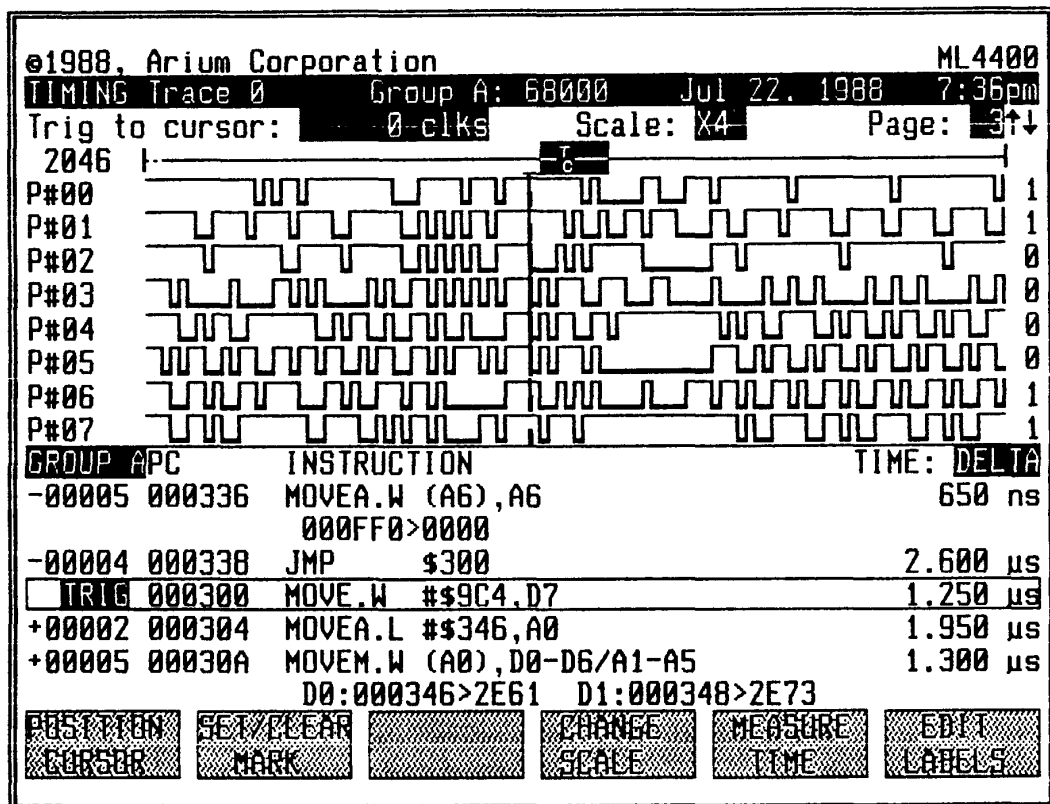 ©1988, Arium Corporation ML4400
TIMING Trace 0 Group A: 68000 Jul 22, 1988 7:36pm
Trig to cursor: 0 clks Scale: X4 Page: 3↑↓
2046 T C
P#00 1
P#01 1
P#02 0
P#03 0
P#04 0
P#05 0
P#06 1
P#07 1
GROUP A PC INSTRUCTION TIME: DELTA
-00005 000336 MOVEA.W (A6),A6 650 ns
000FF0>0000
-00004 000338 JMP $300 2.600 µs
TRIG 000300 MOVE.W #$9C4,D7 1.250 µs
+00002 000304 MOVEA.L #$346,A0 1.950 µs
+00005 00030A MOVEM.W (A0),D0-D6/A1-A5 1.300 µs
D0:000346>2E61 D1:000348>2E73
POSITION CURSOR
SET/CLEAR MARK
CHANGE SCALE
MEASURE TIME
EDIT LABELS